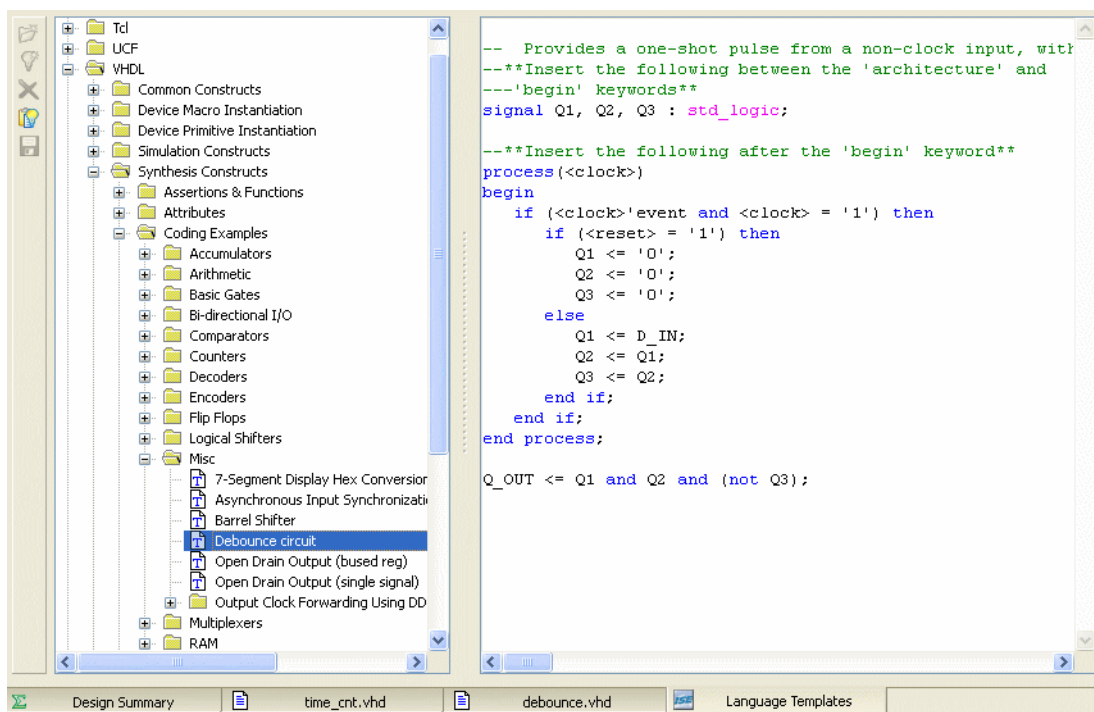 Tcl
UCF
VHDL
Common Constructs
Device Macro Instantiation
Device Primitive Instantiation
Simulation Constructs
Synthesis Constructs
Assertions & Functions
Attributes
Coding Examples
Accumulators
Arithmetic
Basic Gates
Bi-directional I/O
Comparators
Counters
Decoders
Encoders
Flip Flops
Logical Shifters
Misc
7-Segment Display Hex Conversion
Asynchronous Input Synchronizati
Barrel Shifter
Debounce circuit
Open Drain Output (bused reg)
Open Drain Output (single signal)
Output Clock Forwarding Using DD
Multiplexers
RAM
--  Provides a one-shot pulse from a non-clock input, with
--**Insert the following between the 'architecture' and
---'begin' keywords**
signal Q1, Q2, Q3 : std_logic;
--**Insert the following after the 'begin' keyword**
process(<clock>)
begin
   if (<clock>'event and <clock> = '1') then
      if (<reset> = '1') then
         Q1 <= '0';
         Q2 <= '0';
         Q3 <= '0';
      else
         Q1 <= D_IN;
         Q2 <= Q1;
         Q3 <= Q2;
      end if;
   end if;
end process;
Q_OUT <= Q1 and Q2 and (not Q3);
Design Summary
time_cnt.vhd
debounce.vhd
ISE
Language Templates